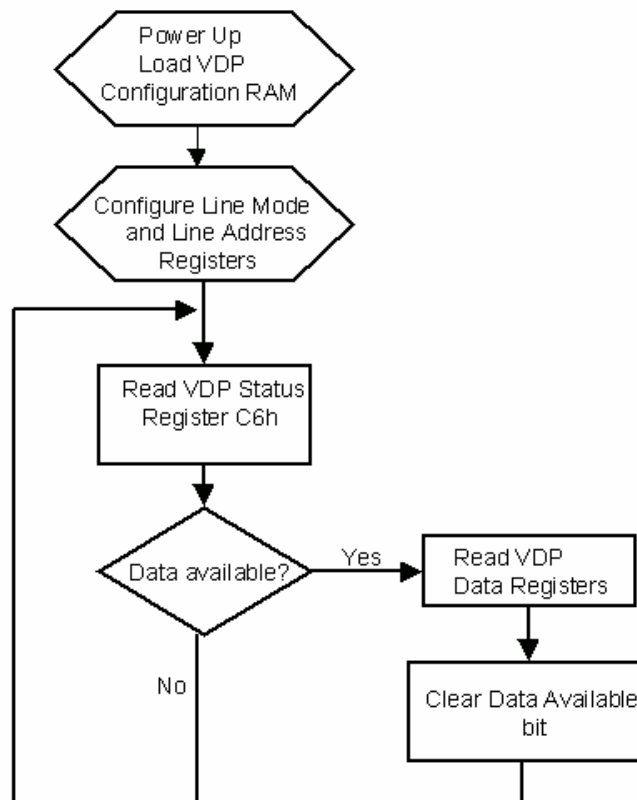 Power Up
Load VDP
Configuration RAM
Configure Line Mode
and Line Address
Registers
Read VDP Status
Register C6h
Data available?
Yes
Read VDP
Data Registers
No
Clear Data Available
bit